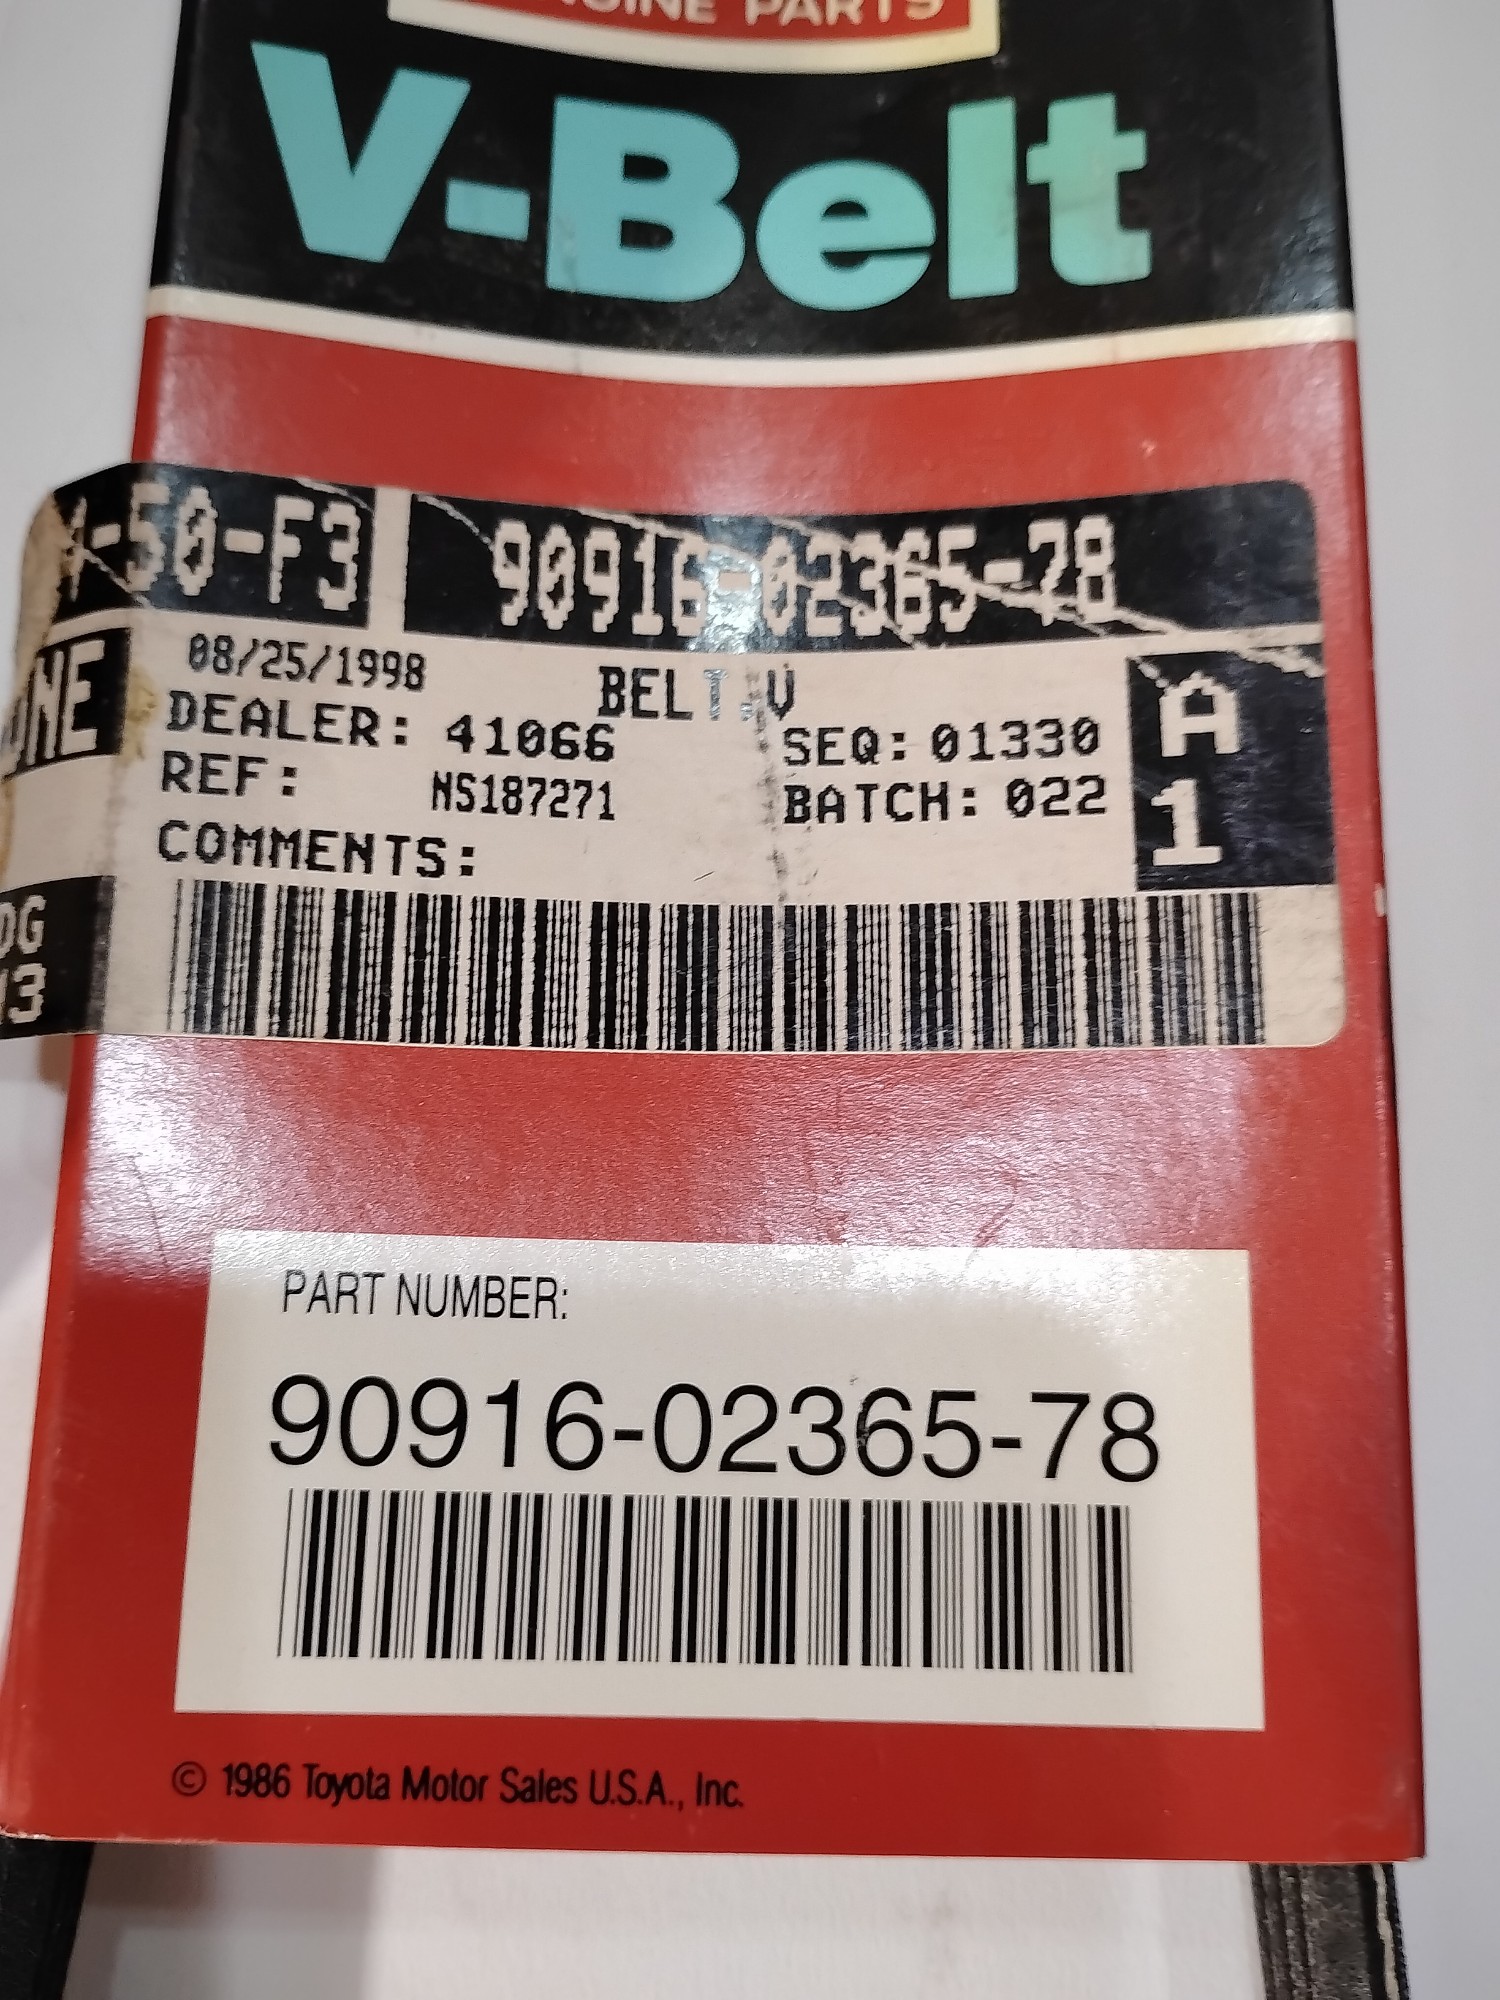 PARTS
V-Belt
-50-F3 90916-02365-78
08/25/1998 BELT,V
DEALER: 41066 SEQ: 01330 A
REF: NS187271 BATCH: 022 1
COMMENTS:
PART NUMBER:
90916-02365-78
© 1986 Toyota Motor Sales U.S.A., Inc.